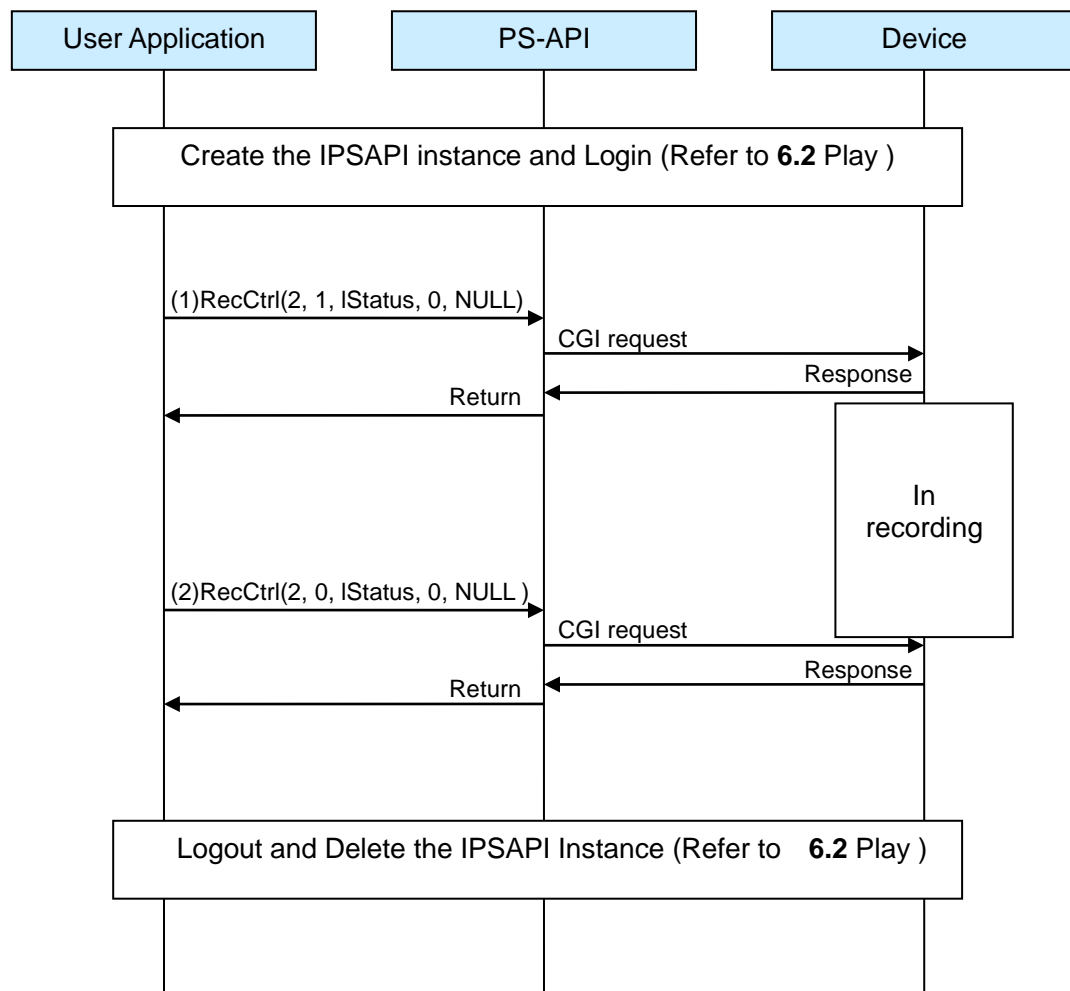 User Application
PS-API
Device
Create the IPSAPI instance and Login (Refer to 6.2 Play )
(1)RecCtrl(2, 1, lStatus, 0, NULL)
CGI request
Response
Return
In
recording
(2)RecCtrl(2, 0, lStatus, 0, NULL )
CGI request
Response
Return
Logout and Delete the IPSAPI Instance (Refer to 6.2 Play )